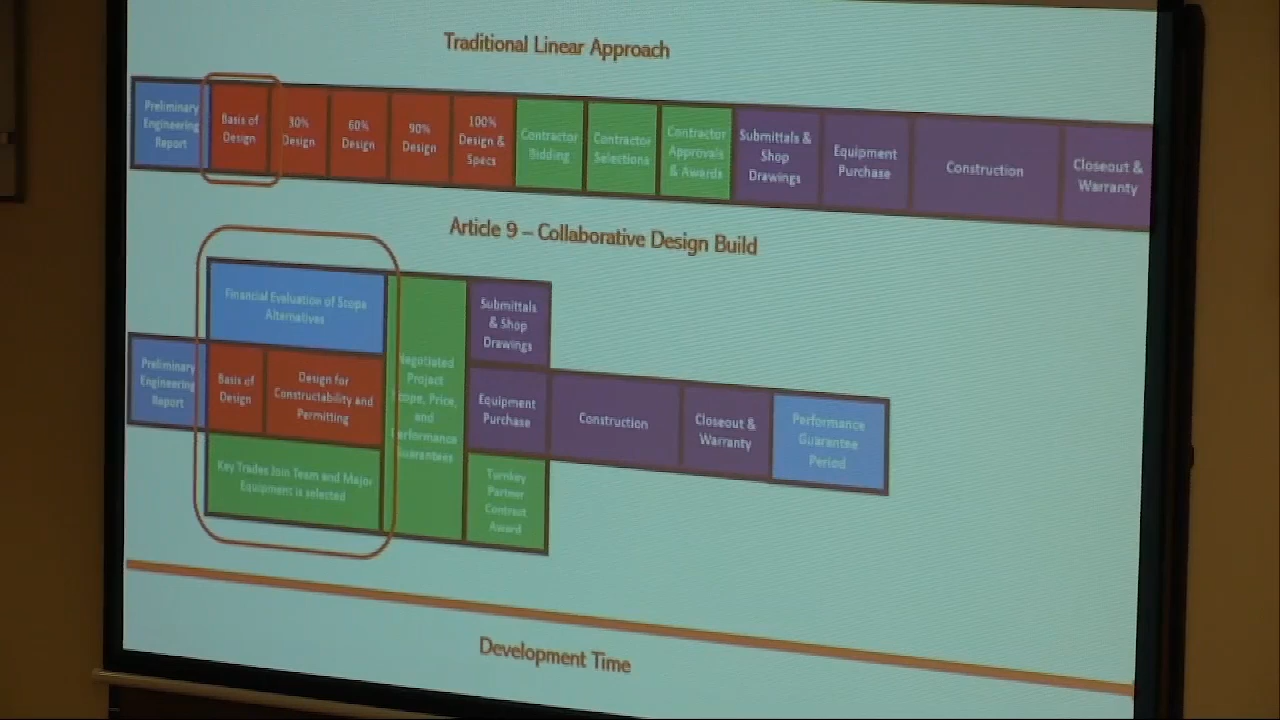 Traditional Linear Approach
Preliminary
Engineering
Report
Basis of
Design
30%
Design
60%
Design
90%
Design
100%
Design &
Specs
Contractor
Bidding
Contractor
Selections
Contractor
Approvals
& Awards
Submittals &
Shop
Drawings
Equipment
Purchase
Construction
Closeout &
Warranty
Article 9 – Collaborative Design Build
Preliminary
Engineering
Report
Financial Evaluation of Scope
Alternatives
Basis of
Design
Design for
Constructability and
Permitting
Key Trades Join Team and Major
Equipment is selected
Negotiated
Project
Scope, Price,
and
Performance
Guarantees
Submittals
& Shop
Drawings
Equipment
Purchase
Turnkey
Partner
Contract
Award
Construction
Closeout &
Warranty
Performance
Guarantee
Period
Development Time